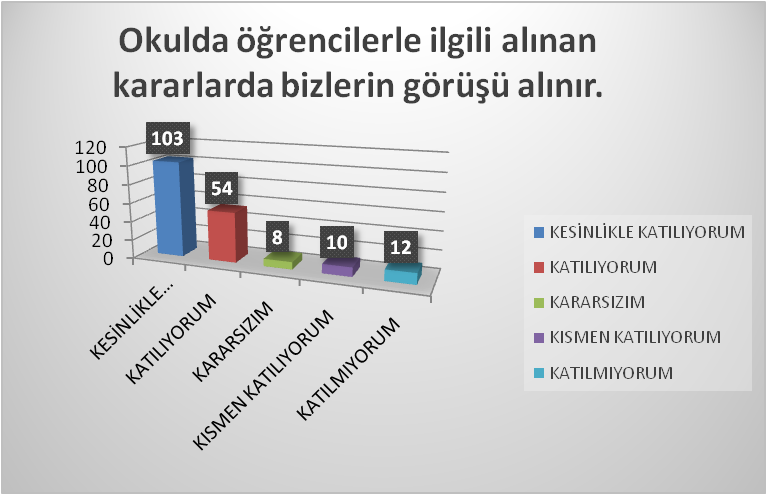 Okulda öğrencilerle ilgili alınan
kararlarda bizlerin görüşü alınır.
120
100
80
60
40
20
0
103
54
8
10
12
KESİNLİKLE...
KATILIYORUM
KARARSIZIM
KISMEN KATILIYORUM
KATILMIYORUM
KESİNLİKLE KATILIYORUM
KATILIYORUM
KARARSIZIM
KISMEN KATILIYORUM
KATILMIYORUM